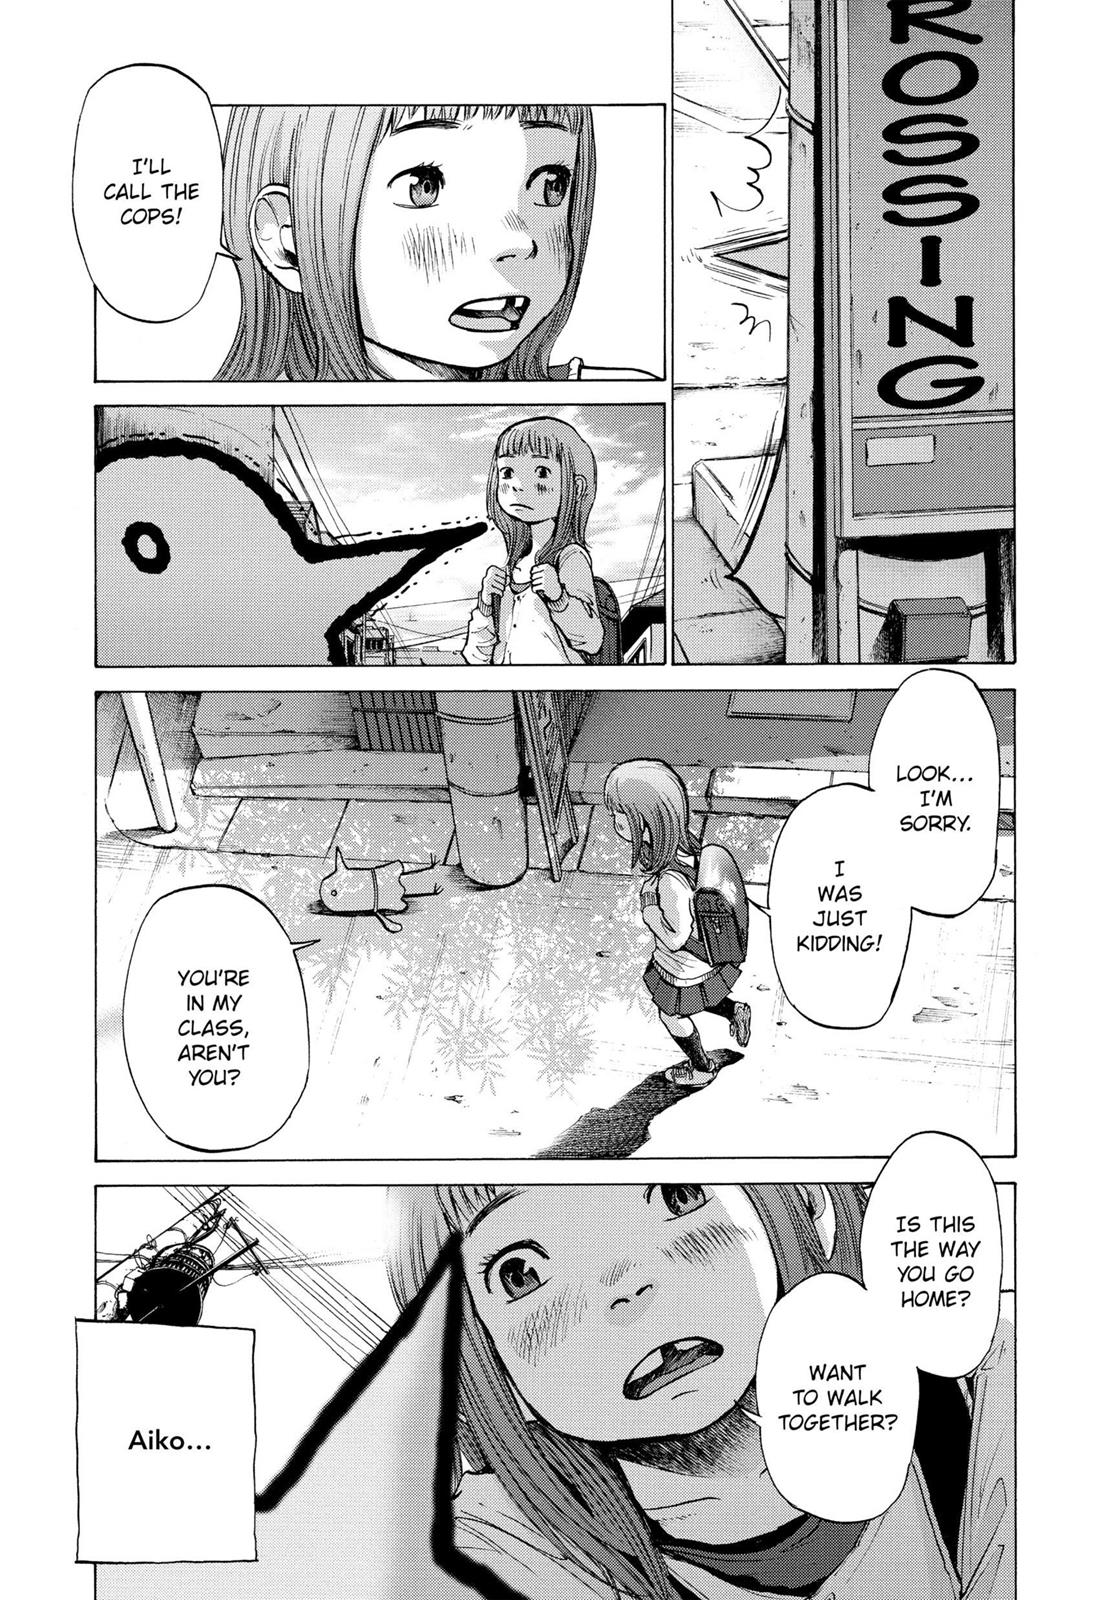 ROSSING
I'LL
CALL THE
COPS!
LOOK...
I'M
SORRY.
I
WAS
JUST
KIDDING!
YOU'RE
IN MY
CLASS,
AREN'T
YOU?
IS THIS
THE WAY
YOU GO
HOME?
WANT
TO WALK
TOGETHER?
Aiko...